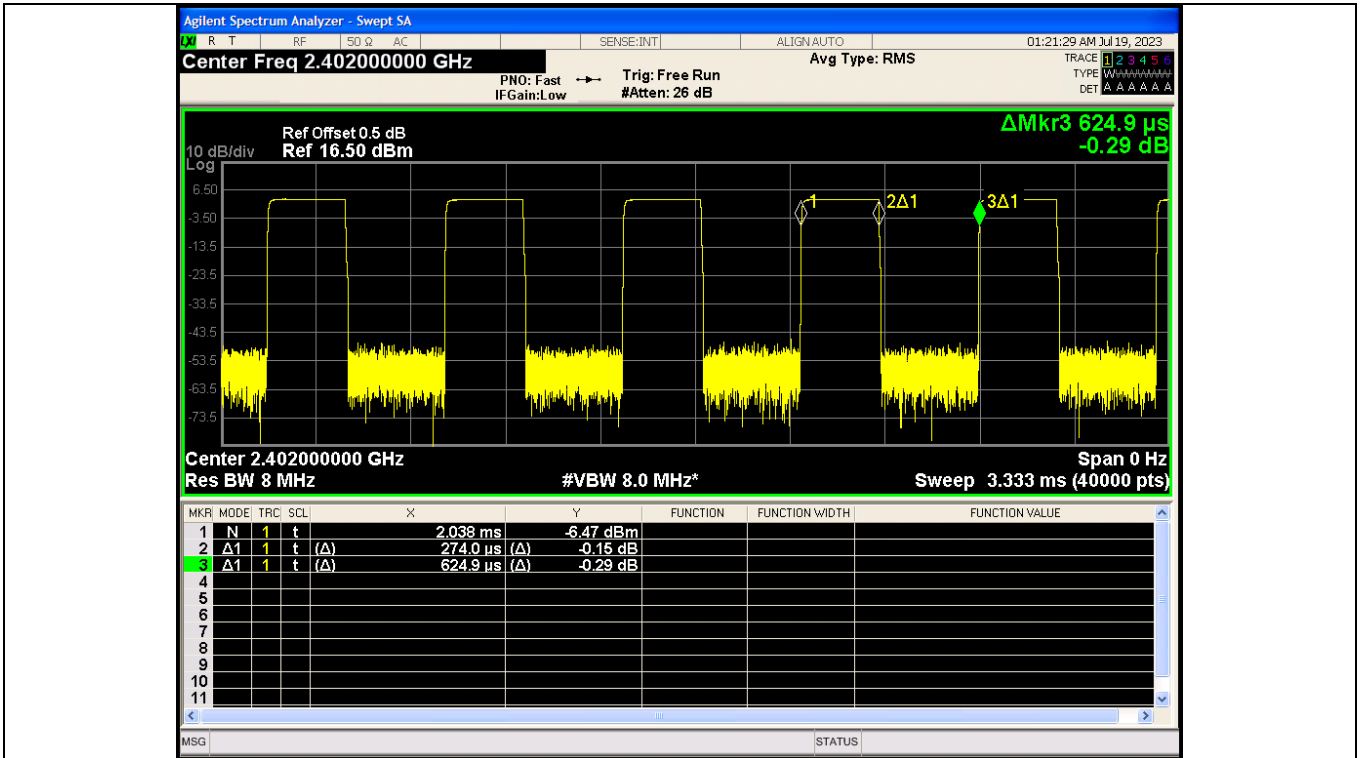 Agilent Spectrum Analyzer - Swept SA
LXI R T RF 50 Ω AC SENSE:INT ALIGN AUTO 01:21:29 AM Jul 19, 2023
Center Freq 2.402000000 GHz Avg Type: RMS TRACE 1 2 3 4 5 6
PNO: Fast Trig: Free Run TYPE WWWWWW
IFGain:Low #Atten: 26 dB DET A A A A A A
ΔMkr3 624.9 µs
Ref Offset 0.5 dB
10 dB/div Ref 16.50 dBm -0.29 dB
Log
6.50
1 2Δ1 3Δ1
-3.50
-13.5
-23.5
-33.5
-43.5
-53.5
-63.5
-73.5
Center 2.402000000 GHz Span 0 Hz
Res BW 8 MHz #VBW 8.0 MHz* Sweep 3.333 ms (40000 pts)
MKR MODE TRC SCL X Y FUNCTION FUNCTION WIDTH FUNCTION VALUE
1 N 1 t 2.038 ms -6.47 dBm
2 Δ1 1 t (Δ) 274.0 µs (Δ) -0.15 dB
3 Δ1 1 t (Δ) 624.9 µs (Δ) -0.29 dB
4
5
6
7
8
9
10
11
MSG STATUS